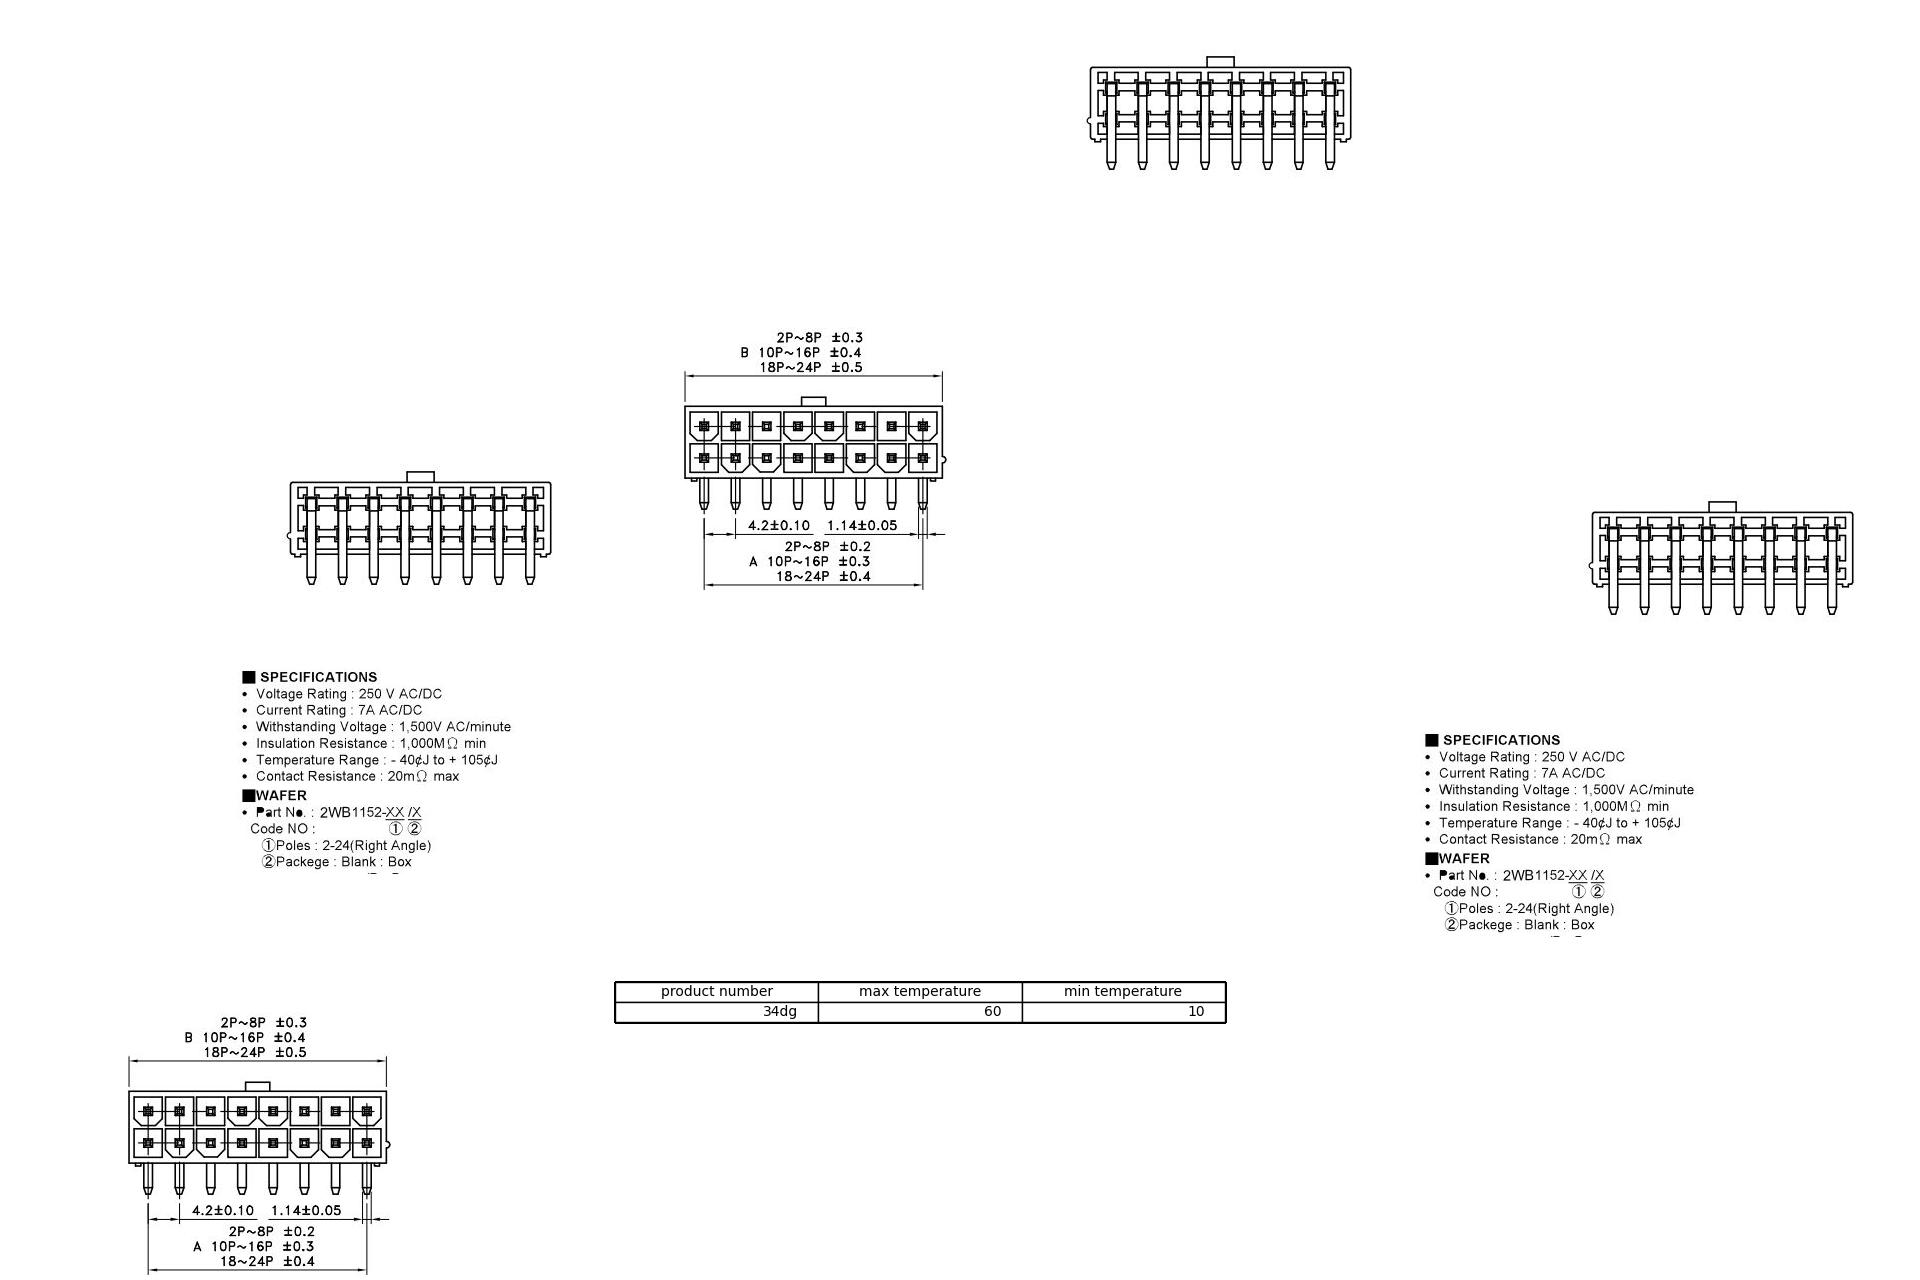 2P~8P ±0.3
B 10P~16P ±0.4
18P~24P ±0.5
4.2±0.10 1.14±0.05
2P~8P ±0.2
A 10P~16P ±0.3
18~24P ±0.4
■ SPECIFICATIONS
• Voltage Rating : 250 V AC/DC
• Current Rating : 7A AC/DC
• Withstanding Voltage : 1,500V AC/minute
• Insulation Resistance : 1,000MΩ min
• Temperature Range : - 40¢J to + 105¢J
• Contact Resistance : 20mΩ max
■WAFER
• Part No. : 2WB1152-XX /X
Code NO : ① ②
①Poles : 2-24(Right Angle)
②Packege : Blank : Box
■ SPECIFICATIONS
• Voltage Rating : 250 V AC/DC
• Current Rating : 7A AC/DC
• Withstanding Voltage : 1,500V AC/minute
• Insulation Resistance : 1,000MΩ min
• Temperature Range : - 40¢J to + 105¢J
• Contact Resistance : 20mΩ max
■WAFER
• Part No. : 2WB1152-XX /X
Code NO : ① ②
①Poles : 2-24(Right Angle)
②Packege : Blank : Box
product number max temperature min temperature
34dg 60 10
2P~8P ±0.3
B 10P~16P ±0.4
18P~24P ±0.5
4.2±0.10 1.14±0.05
2P~8P ±0.2
A 10P~16P ±0.3
18~24P ±0.4